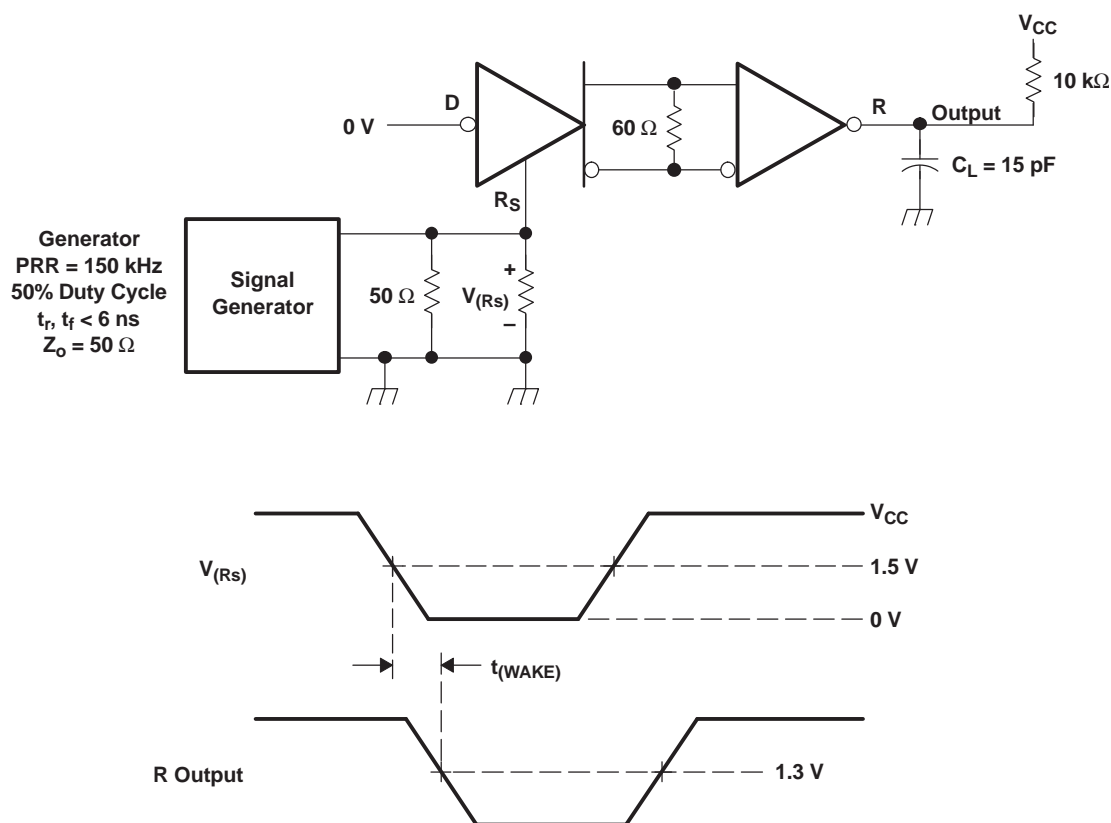 VCC
10 kΩ
D
R
Output
0 V
60 Ω
CL = 15 pF
RS
Generator
PRR = 150 kHz
50% Duty Cycle
tr, tf < 6 ns
Zo = 50 Ω
Signal
Generator
50 Ω
+
V(Rs)
–
VCC
V(Rs)
1.5 V
0 V
t(WAKE)
R Output
1.3 V